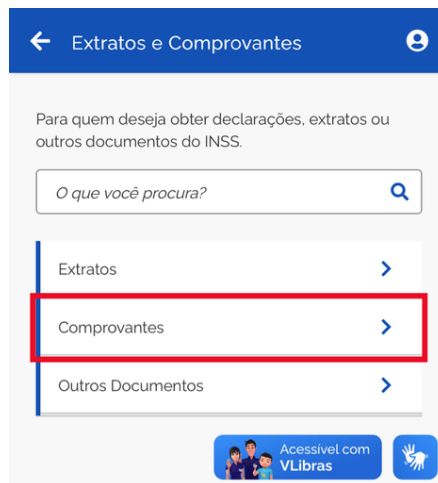 Extratos e Comprovantes
Para quem deseja obter declarações, extratos ou
outros documentos do INSS.
O que você procura?
Extratos
Comprovantes
Outros Documentos
Acessível com
VLibras